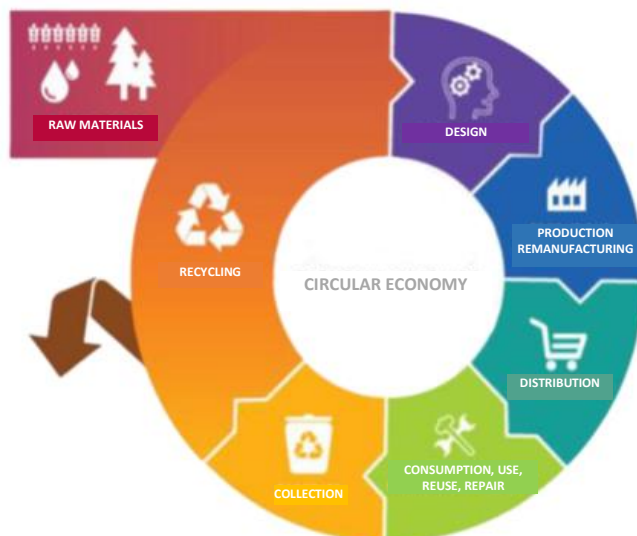 RAW MATERIALS
DESIGN
PRODUCTION
REMANUFACTURING
RECYCLING
CIRCULAR ECONOMY
DISTRIBUTION
CONSUMPTION, USE,
REUSE, REPAIR
COLLECTION